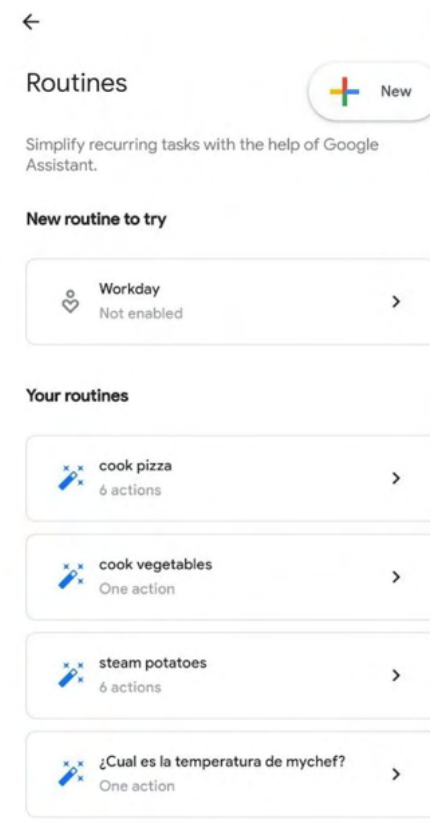 Routines
New
Simplify recurring tasks with the help of Google
Assistant.
New routine to try
Workday
Not enabled
Your routines
cook pizza
6 actions
cook vegetables
One action
steam potatoes
6 actions
¿Cual es la temperatura de mychef?
One action